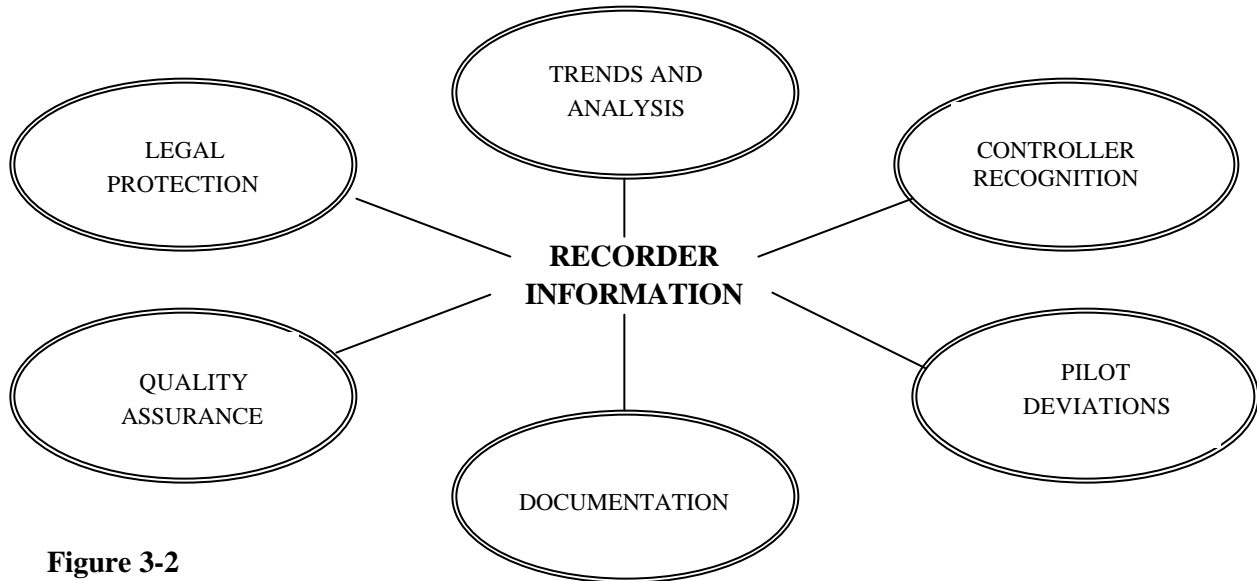 TRENDS AND
ANALYSIS
LEGAL
PROTECTION
CONTROLLER
RECOGNITION
RECORDER
INFORMATION
QUALITY
ASSURANCE
PILOT
DEVIATIONS
DOCUMENTATION
Figure 3-2